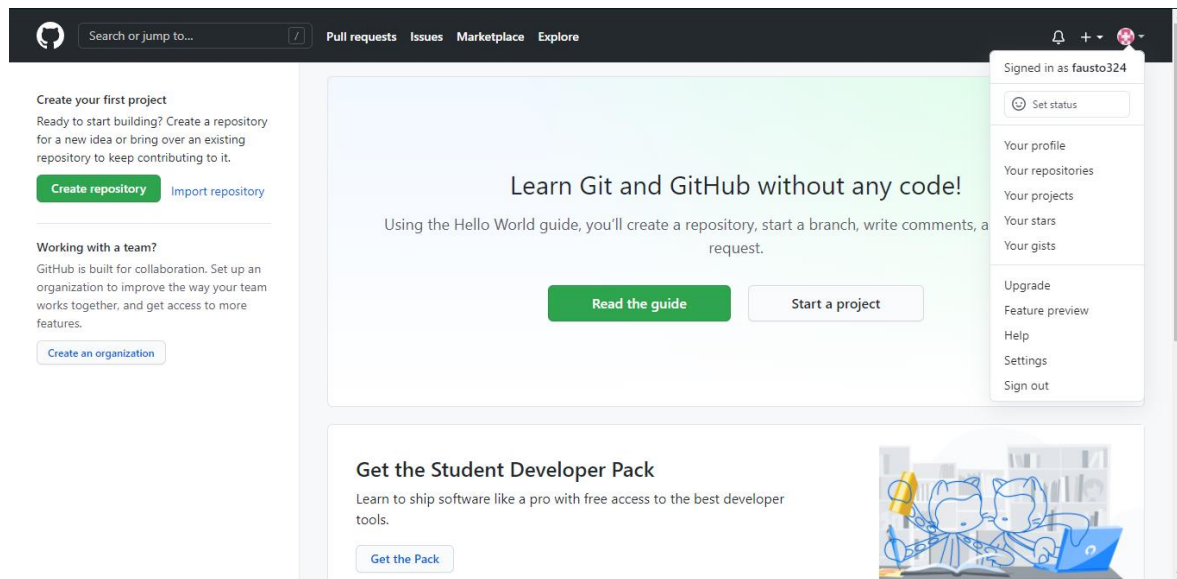 Search or jump to...
/
Pull requests Issues Marketplace Explore
Signed in as fausto324
Set status
Your profile
Your repositories
Your projects
Your stars
Your gists
Upgrade
Feature preview
Help
Settings
Sign out
Create your first project
Ready to start building? Create a repository
for a new idea or bring over an existing
repository to keep contributing to it.
Create repository Import repository
Working with a team?
GitHub is built for collaboration. Set up an
organization to improve the way your team
works together, and get access to more
features.
Create an organization
Learn Git and GitHub without any code!
Using the Hello World guide, you’ll create a repository, start a branch, write comments, a
request.
Read the guide Start a project
Get the Student Developer Pack
Learn to ship software like a pro with free access to the best developer
tools.
Get the Pack